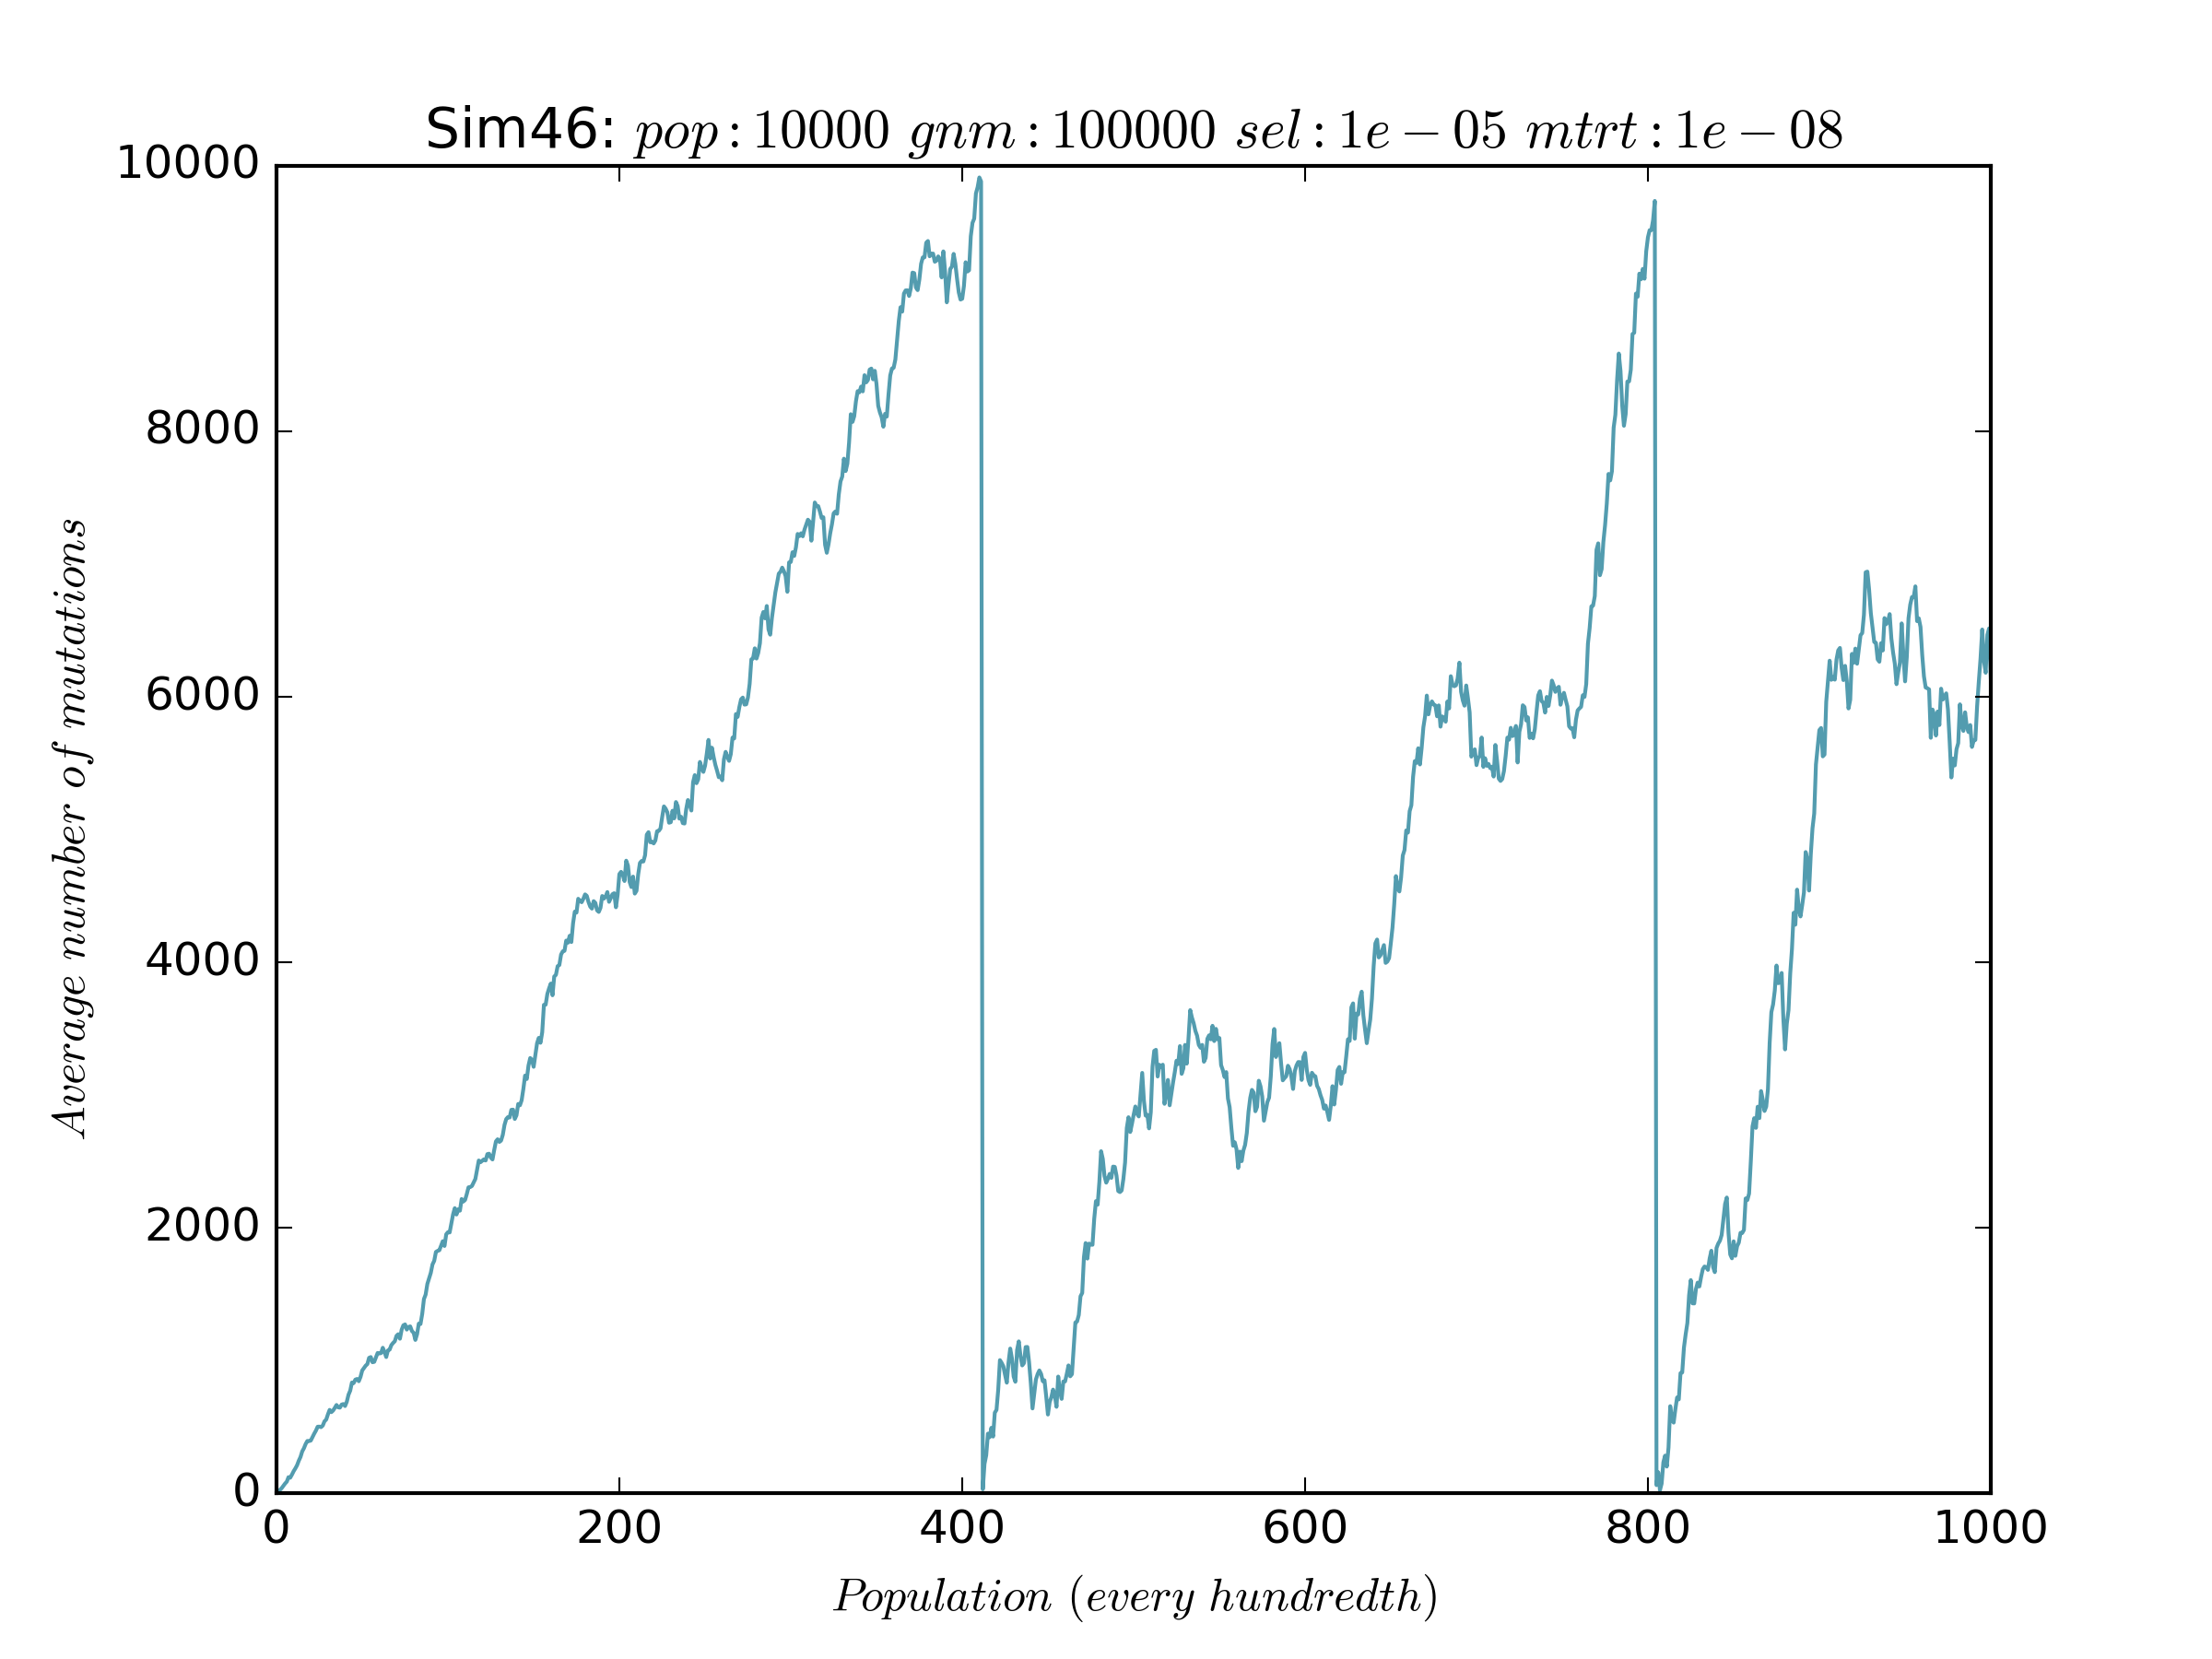 Sim46: pop : 10000 gnm : 100000 sel : 1e − 05 mtrt : 1e − 08
10000
8000
6000
4000
2000
0
Average number of mutations
0 200 400 600 800 1000
Population (every hundredth)